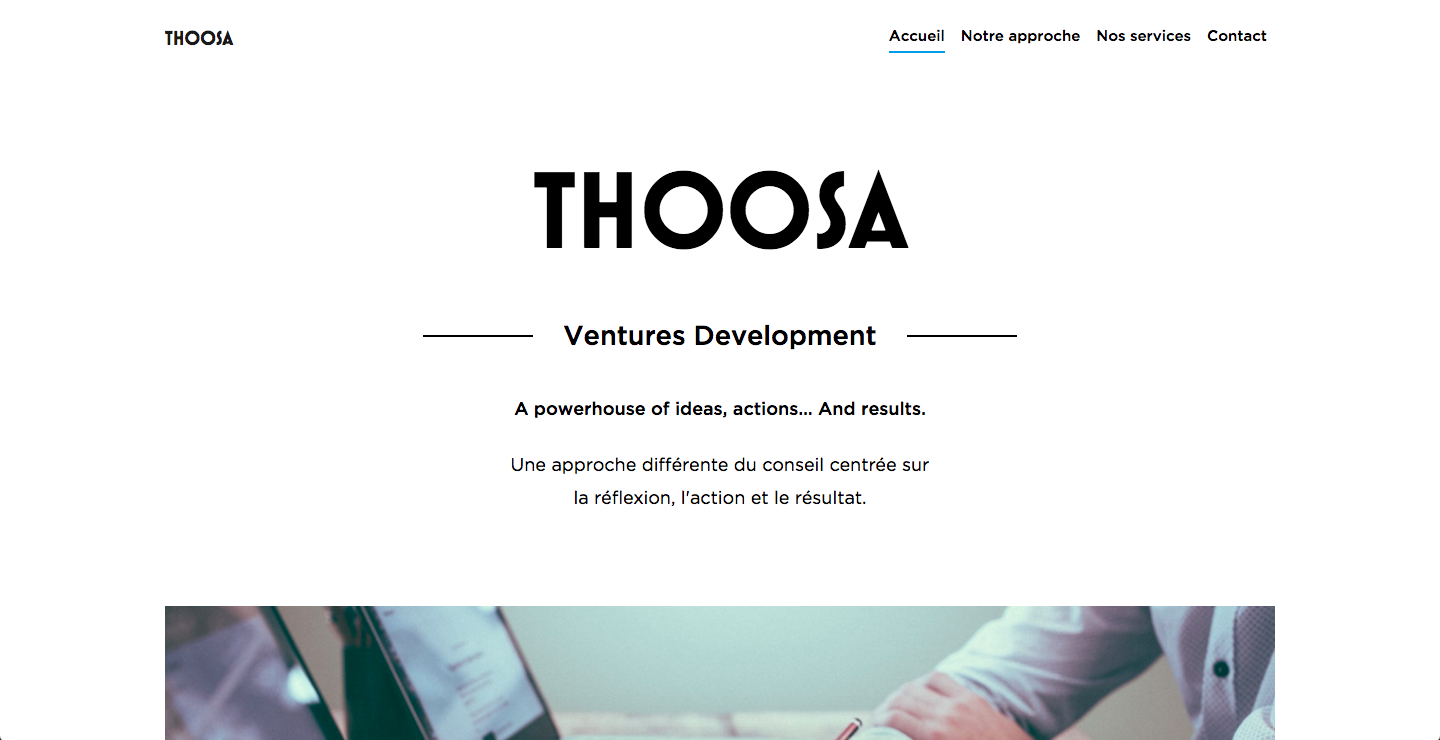 THOOSA
Accueil Notre approche Nos services Contact
THOOSA
Ventures Development
A powerhouse of ideas, actions... And results.
Une approche différente du conseil centrée sur
la réflexion, l'action et le résultat.